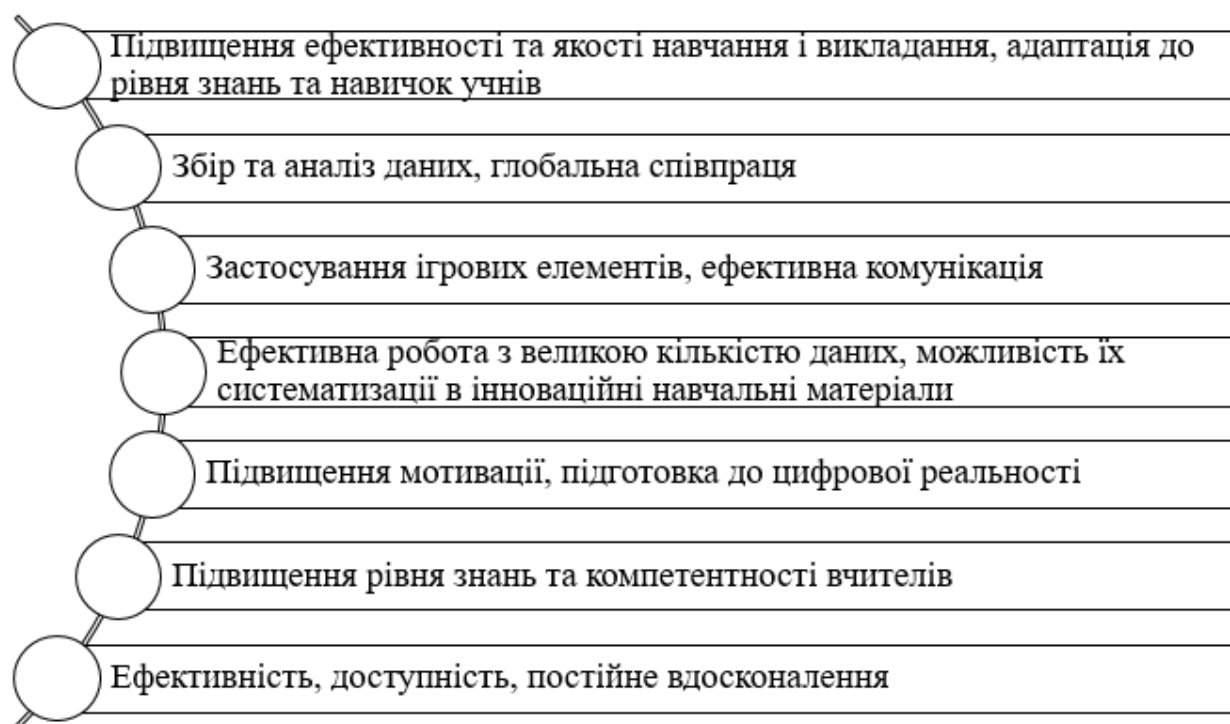 Підвищення ефективності та якості навчання і викладання, адаптація до
рівня знань та навичок учнів
Збір та аналіз даних, глобальна співпраця
Застосування ігрових елементів, ефективна комунікація
Ефективна робота з великою кількістю даних, можливість їх
систематизації в інноваційні навчальні матеріали
Підвищення мотивації, підготовка до цифрової реальності
Підвищення рівня знань та компетентності вчителів
Ефективність, доступність, постійне вдосконалення